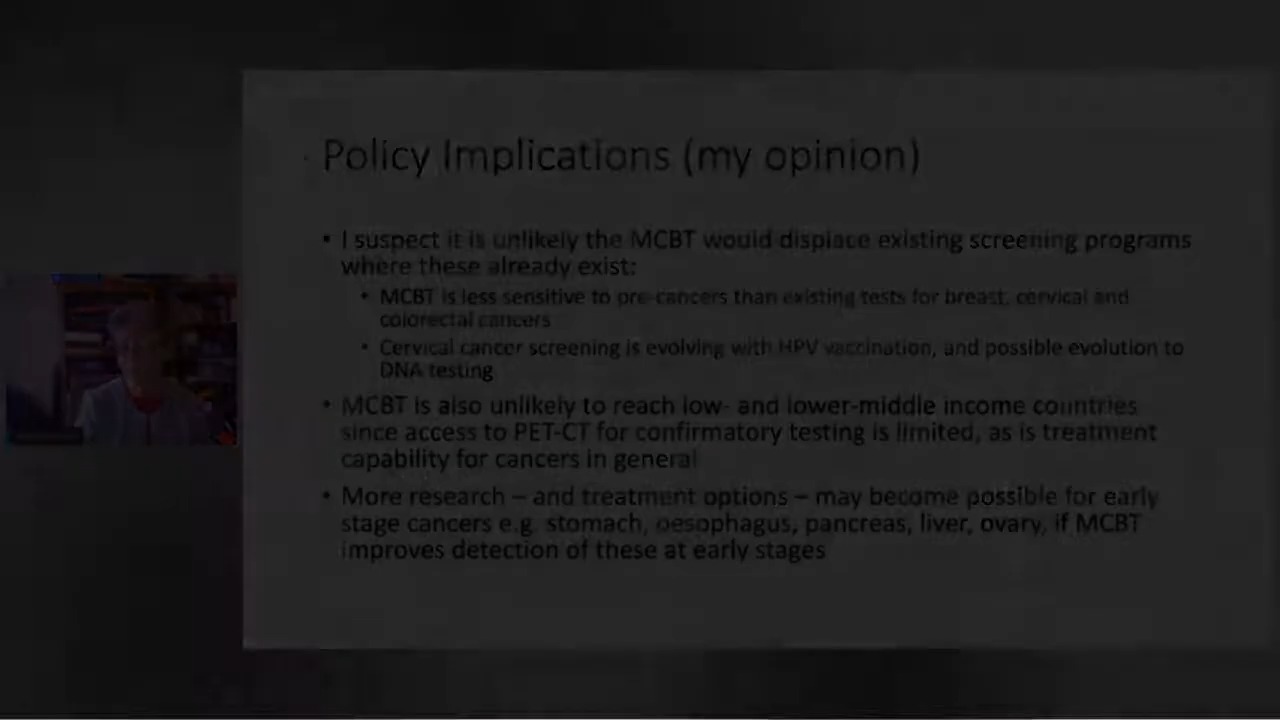 Policy Implications (my opinion)
• I suspect it is unlikely the MCBT would displace existing screening programs
where these already exist:
• MCBT is less sensitive to pre-cancers than existing tests for breast, cervical and
colorectal cancers
• Cervical cancer screening is evolving with HPV vaccination, and possible evolution to
DNA testing
• MCBT is also unlikely to reach low- and lower-middle income countries
since access to PET-CT for confirmatory testing is limited, as is treatment
capability for cancers in general
• More research – and treatment options – may become possible for early
stage cancers e.g. stomach, oesophagus, pancreas, liver, ovary, if MCBT
improves detection of these at early stages